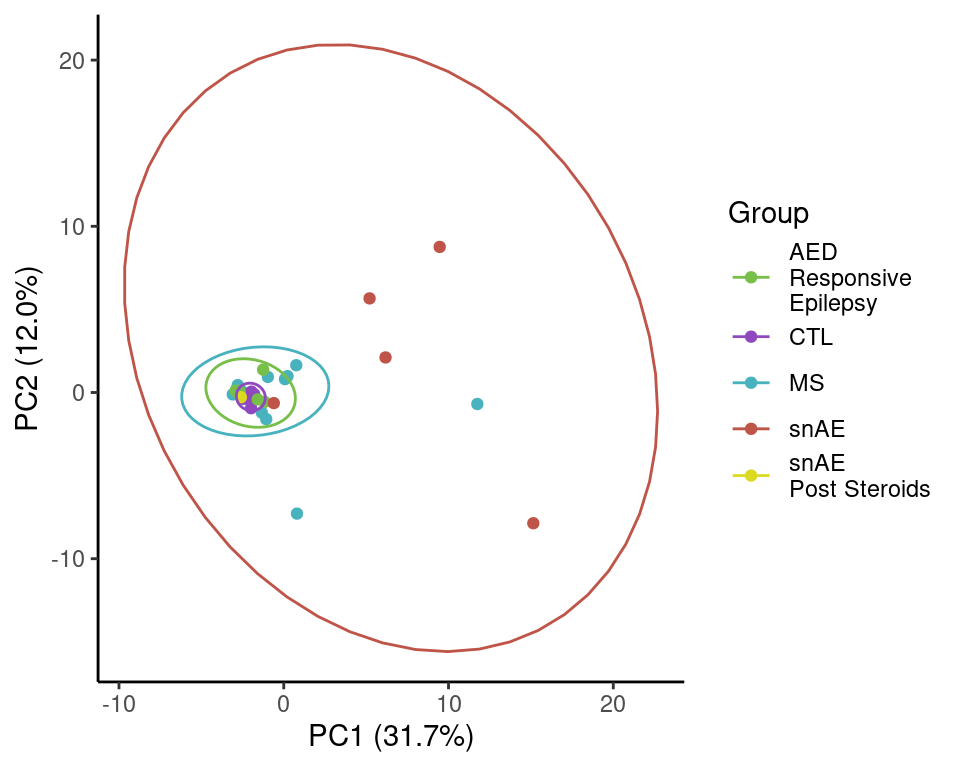 20
10
0
-10
-10
0
10
20
PC2 (12.0%)
PC1 (31.7%)
Group
AED
Responsive
Epilepsy
CTL
MS
snAE
snAE
Post Steroids